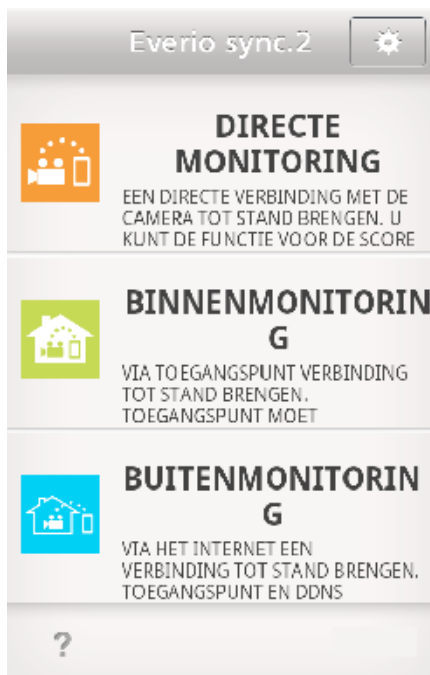 Everio sync.2
DIRECTE
MONITORING
EEN DIRECTE VERBINDING MET DE
CAMERA TOT STAND BRENGEN. U
KUNT DE FUNCTIE VOOR DE SCORE
BINNENMONITORIN
G
VIA TOEGANGSPUNT VERBINDING
TOT STAND BRENGEN.
TOEGANGSPUNT MOET
BUITENMONITORIN
G
VIA HET INTERNET EEN
VERBINDING TOT STAND BRENGEN.
TOEGANGSPUNT EN DDNS
?